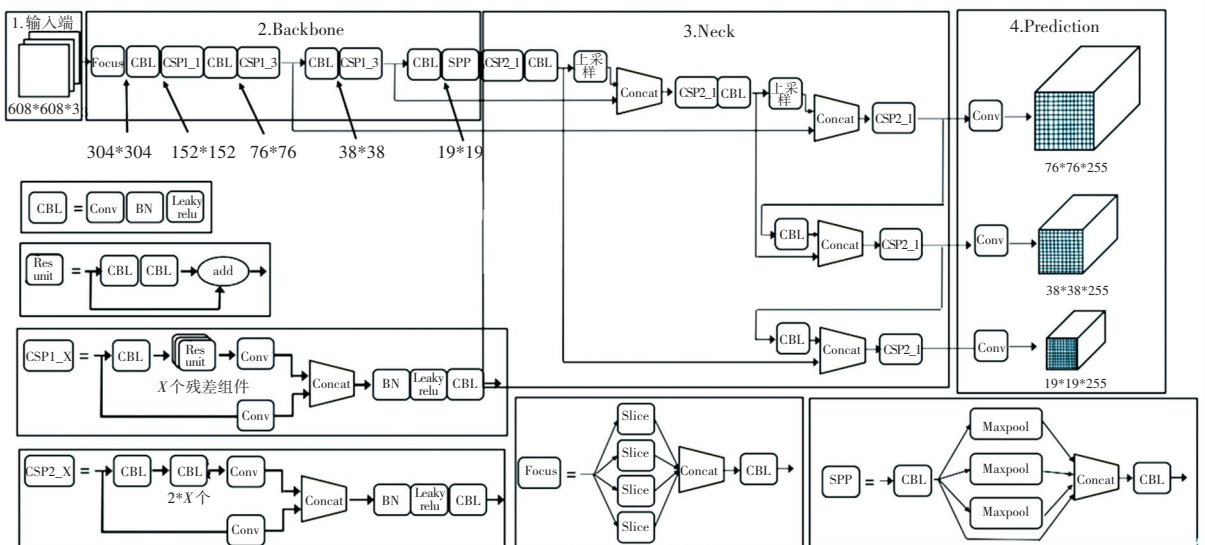 1.输入端
2.Backbone
3.Neck
4.Prediction
608*608*3
Focus CBL CSP1_1 CBL CSP1_3 CBL CSP1_3 CBL SPP CSP2_1 CBL 上采样 Concat CSP2_1 CBL 上采样 Concat CSP2_1 Conv
304*304 152*152 76*76 38*38 19*19
76*76*255
CBL Concat CSP2_1 Conv
38*38*255
CBL Concat CSP2_1 Conv
19*19*255
CBL = Conv BN Leaky relu
Res unit = CBL CBL add
CSP1_X = CBL Res unit Conv
X个残差组件
Concat BN Leaky relu CBL
Conv
CSP2_X = CBL CBL Conv
2*X个
Concat BN Leaky relu CBL
Conv
Focus = Slice
Slice
Slice
Slice
Concat CBL
SPP = CBL Maxpool
Maxpool
Maxpool
Concat CBL